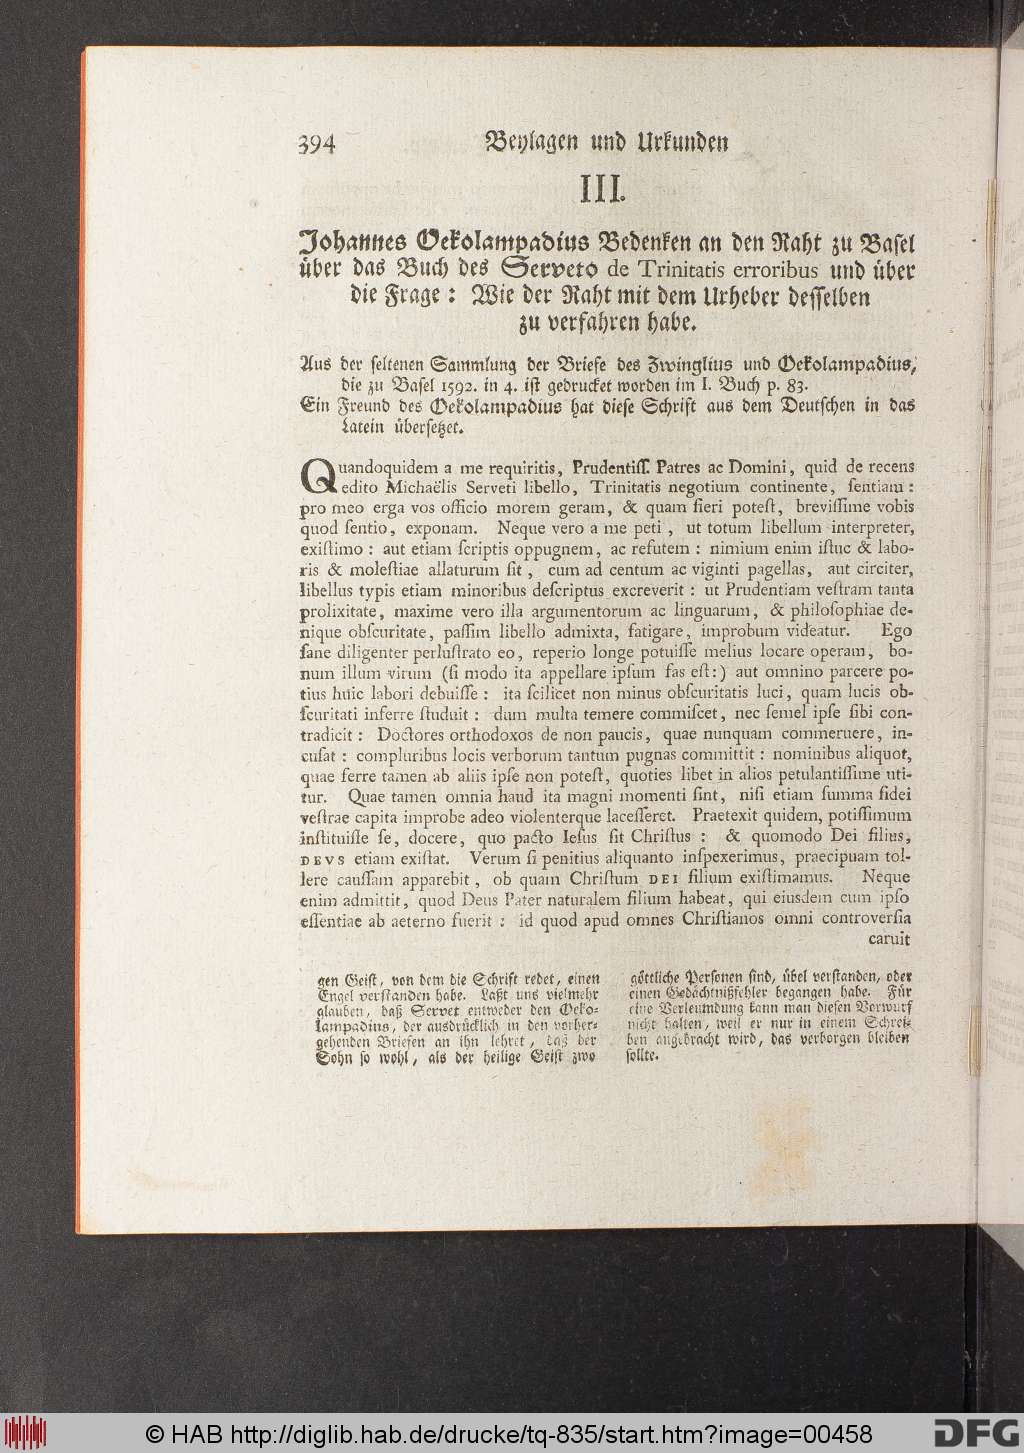 394 Beylagen und Urkunden
III.
Johannes Oekolampadius Bedenken an den Raht zu Basel
über das Buch des Serveto de Trinitatis erroribus und über
die Frage : Wie der Raht mit dem Urheber desselben
zu verfahren habe.
Aus der seltenen Sammlung der Briefe des Zwinglius und Oekolampadius,
die zu Basel 1592. in 4. ist gedrucket worden im I. Buch p. 83.
Ein Freund des Oekolampadius hat diese Schrift aus dem Deutschen in das
Latein übersetzet.
Quandoquidem a me requiritis, Prudentiſſ. Patres ac Domini, quid de recens
edito Michaëlis Serveti libello, Trinitatis negotium continente, ſentiam :
pro meo erga vos officio morem geram, & quam fieri poteſt, breviſſime vobis
quod ſentio, exponam. Neque vero a me peti , ut totum libellum interpreter,
exiſtimo : aut etiam ſcriptis oppugnem, ac refutem : nimium enim iſtuc & labo-
ris & moleſtiae allaturum ſit , cum ad centum ac viginti pagellas, aut circiter,
libellus typis etiam minoribus deſcriptus excreverit : ut Prudentiam veſtram tanta
prolixitate, maxime vero illa argumentorum ac linguarum, & philoſophiae de-
nique obſcuritate, paſſim libello admixta, fatigare, improbum videatur. Ego
ſane diligenter perluſtrato eo, reperio longe potuiſſe melius locare operam, bo-
num illum virum (ſi modo ita appellare ipſum fas eſt:) aut omnino parcere po-
tius huic labori debuiſſe : ita ſcilicet non minus obſcuritatis luci, quam lucis ob-
ſcuritati inferre ſtuduit : dum multa temere commiſcet, nec ſemel ipſe ſibi con-
tradicit : Doctores orthodoxos de non paucis, quae nunquam commeruere, in-
cuſat : compluribus locis verborum tantum pugnas committit : nominibus aliquot,
quae ferre tamen ab aliis ipſe non poteſt, quoties libet in alios petulantiſſime uti-
tur. Quae tamen omnia haud ita magni momenti ſint, niſi etiam ſumma fidei
veſtrae capita improbe adeo violenterque laceſſeret. Praetexit quidem, potiſſimum
inſtituiſſe ſe, docere, quo pacto Ieſus ſit Chriſtus : & quomodo Dei filius,
DEVS etiam exiſtat. Verum ſi penitius aliquanto inſpexerimus, praecipuam tol-
lere cauſſam apparebit , ob quam Chriſtum DEI filium exiſtimamus. Neque
enim admittit, quod Deus Pater naturalem filium habeat, qui eiusdem cum ipſo
eſſentiae ab aeterno fuerit : id quod apud omnes Chriſtianos omni controverſia
caruit
gen Geist, von dem die Schrift redet, einen
Engel verstanden habe. Laßt uns vielmehr
glauben, daß Servet entweder den Oeko-
lampadius, der ausdrücklich in den vorher-
gehenden Briefen an ihn lehret, daß der
Sohn so wohl, als der heilige Geist zwo
göttliche Personen sind, übel verstanden, oder
einen Gedächtnißfehler begangen habe. Für
eine Verleumdung kann man diesen Vorwurf
nicht halten, weil er nur in einem Schrei-
ben angebracht wird, das verborgen bleiben
sollte.
© HAB http://diglib.hab.de/drucke/tq-835/start.htm?image=00458
DFG